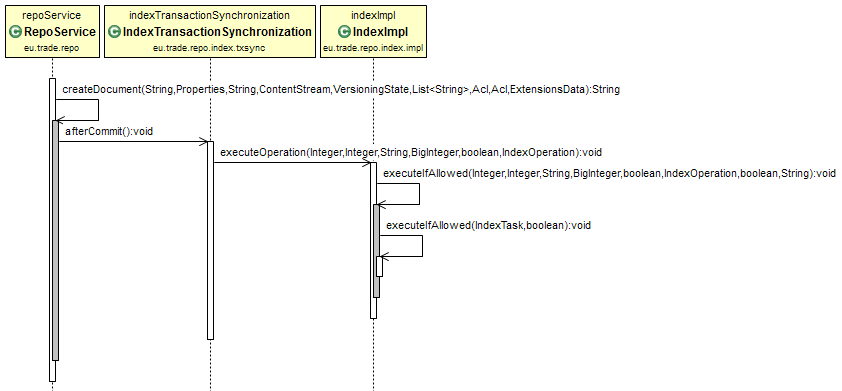 repoService
RepoService
eu.trade.repo
indexTransactionSynchronization
IndexTransactionSynchronization
eu.trade.repo.index.txsync
indexImpl
IndexImpl
eu.trade.repo.index.impl
createDocument(String,Properties,String,ContentStream,VersioningState,List<String>,Acl,Acl,ExtensionsData):String
afterCommit():void
executeOperation(Integer,Integer,String,BigInteger,boolean,IndexOperation):void
executeIfAllowed(Integer,Integer,String,BigInteger,boolean,IndexOperation,boolean,String):void
executeIfAllowed(IndexTask,boolean):void